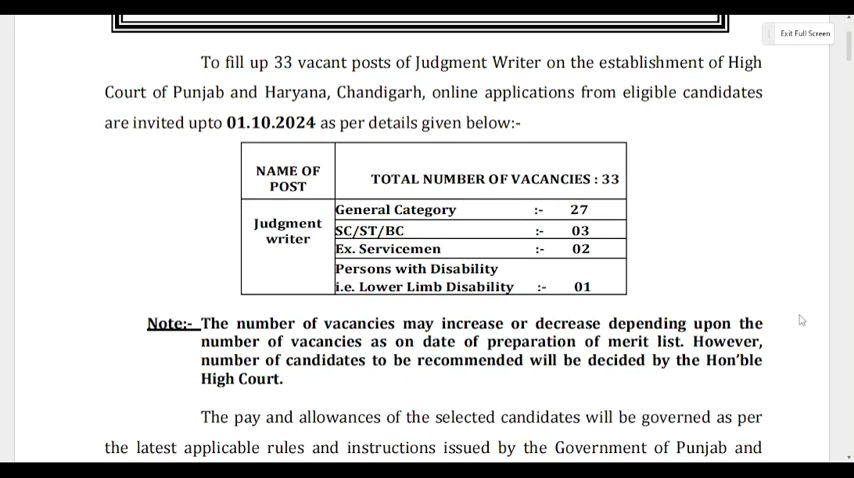 Exit Full Screen
To fill up 33 vacant posts of Judgment Writer on the establishment of High
Court of Punjab and Haryana, Chandigarh, online applications from eligible candidates
are invited upto 01.10.2024 as per details given below:-
NAME OF
POST
TOTAL NUMBER OF VACANCIES : 33
Judgment
writer
General Category :- 27
SC/ST/BC :- 03
Ex. Servicemen :- 02
Persons with Disability
i.e. Lower Limb Disability :- 01
Note:- The number of vacancies may increase or decrease depending upon the
number of vacancies as on date of preparation of merit list. However,
number of candidates to be recommended will be decided by the Hon’ble
High Court.
The pay and allowances of the selected candidates will be governed as per
the latest applicable rules and instructions issued by the Government of Punjab and